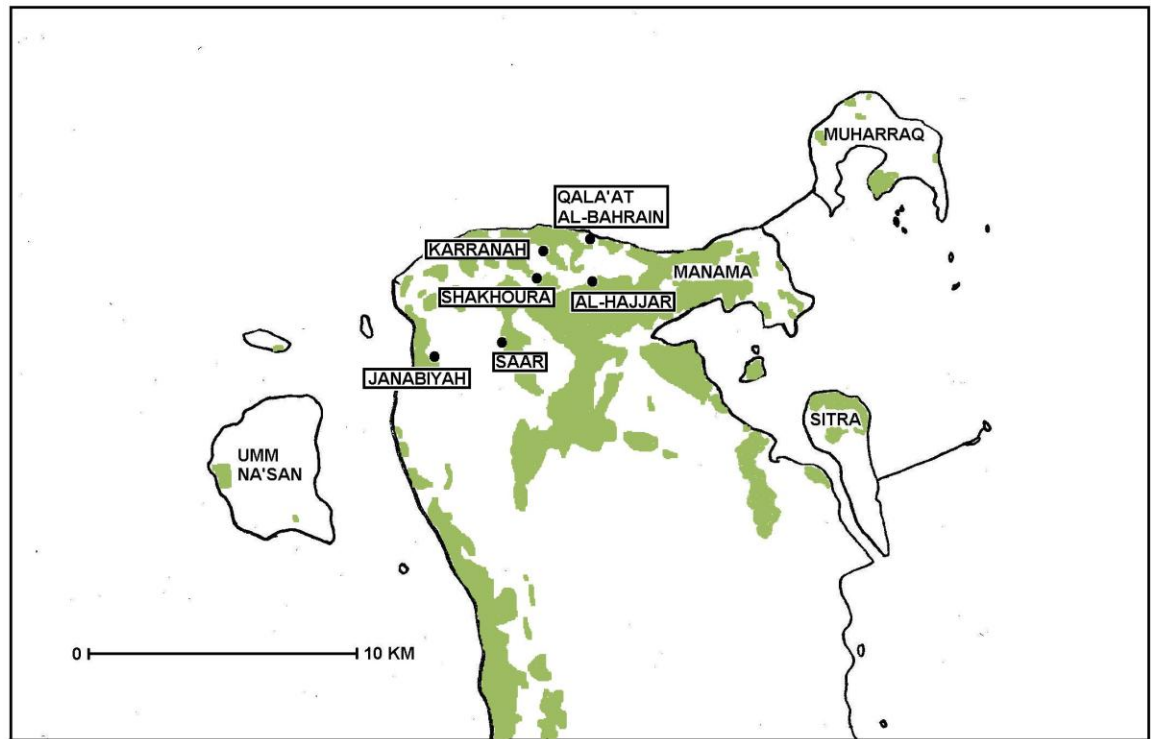 MUHARRAQ
QALA'AT
AL-BAHRAIN
KARRANAH
MANAMA
SHAKHOURA
AL-HAJJAR
SAAR
JANABIYAH
SITRA
UMM
NA'SAN
0
10 KM